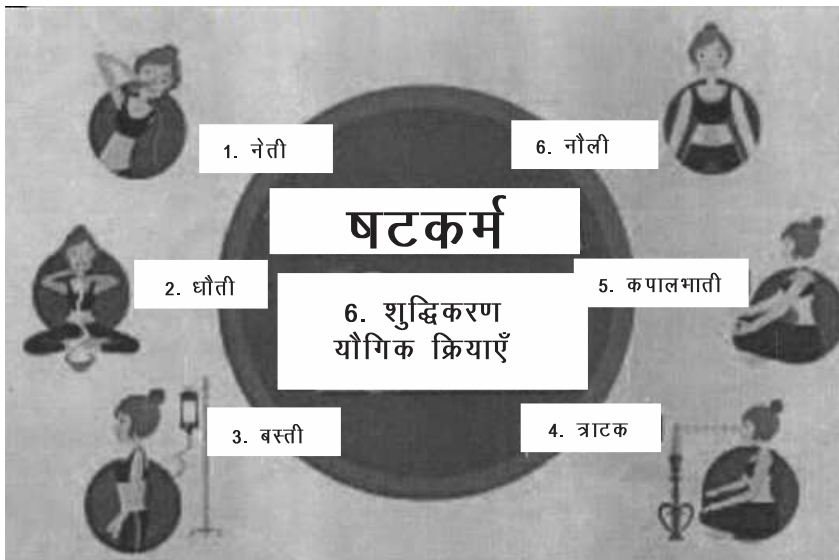 षटकर्म
6. शुद्धिकरण
यौगिक क्रियाएँ
1. नेती
2. धौती
3. बस्ती
4. त्राटक
5. कपालभाती
6. नौली